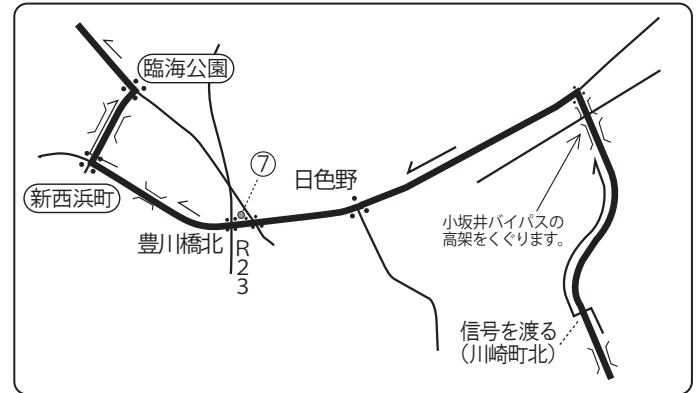 臨海公園
⑦
日色野
新西浜町
豊川橋北
R23
小坂井バイパスの
高架をくぐります。
信号を渡る
(川崎町北)